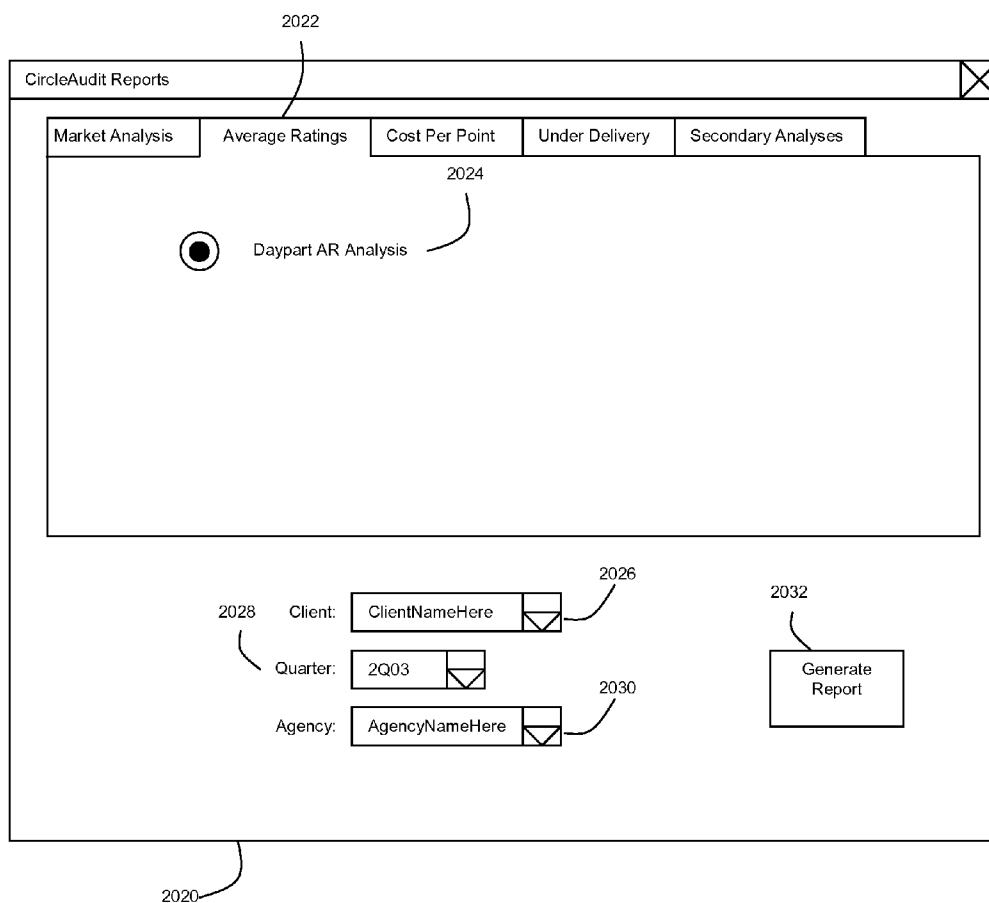 2022
CircleAudit Reports
Market Analysis
Average Ratings
Cost Per Point
Under Delivery
Secondary Analyses
2024
Daypart AR Analysis
2026
2028
Client:
ClientNameHere
2032
Quarter:
2Q03
Generate
Report
2030
Agency:
AgencyNameHere
2020